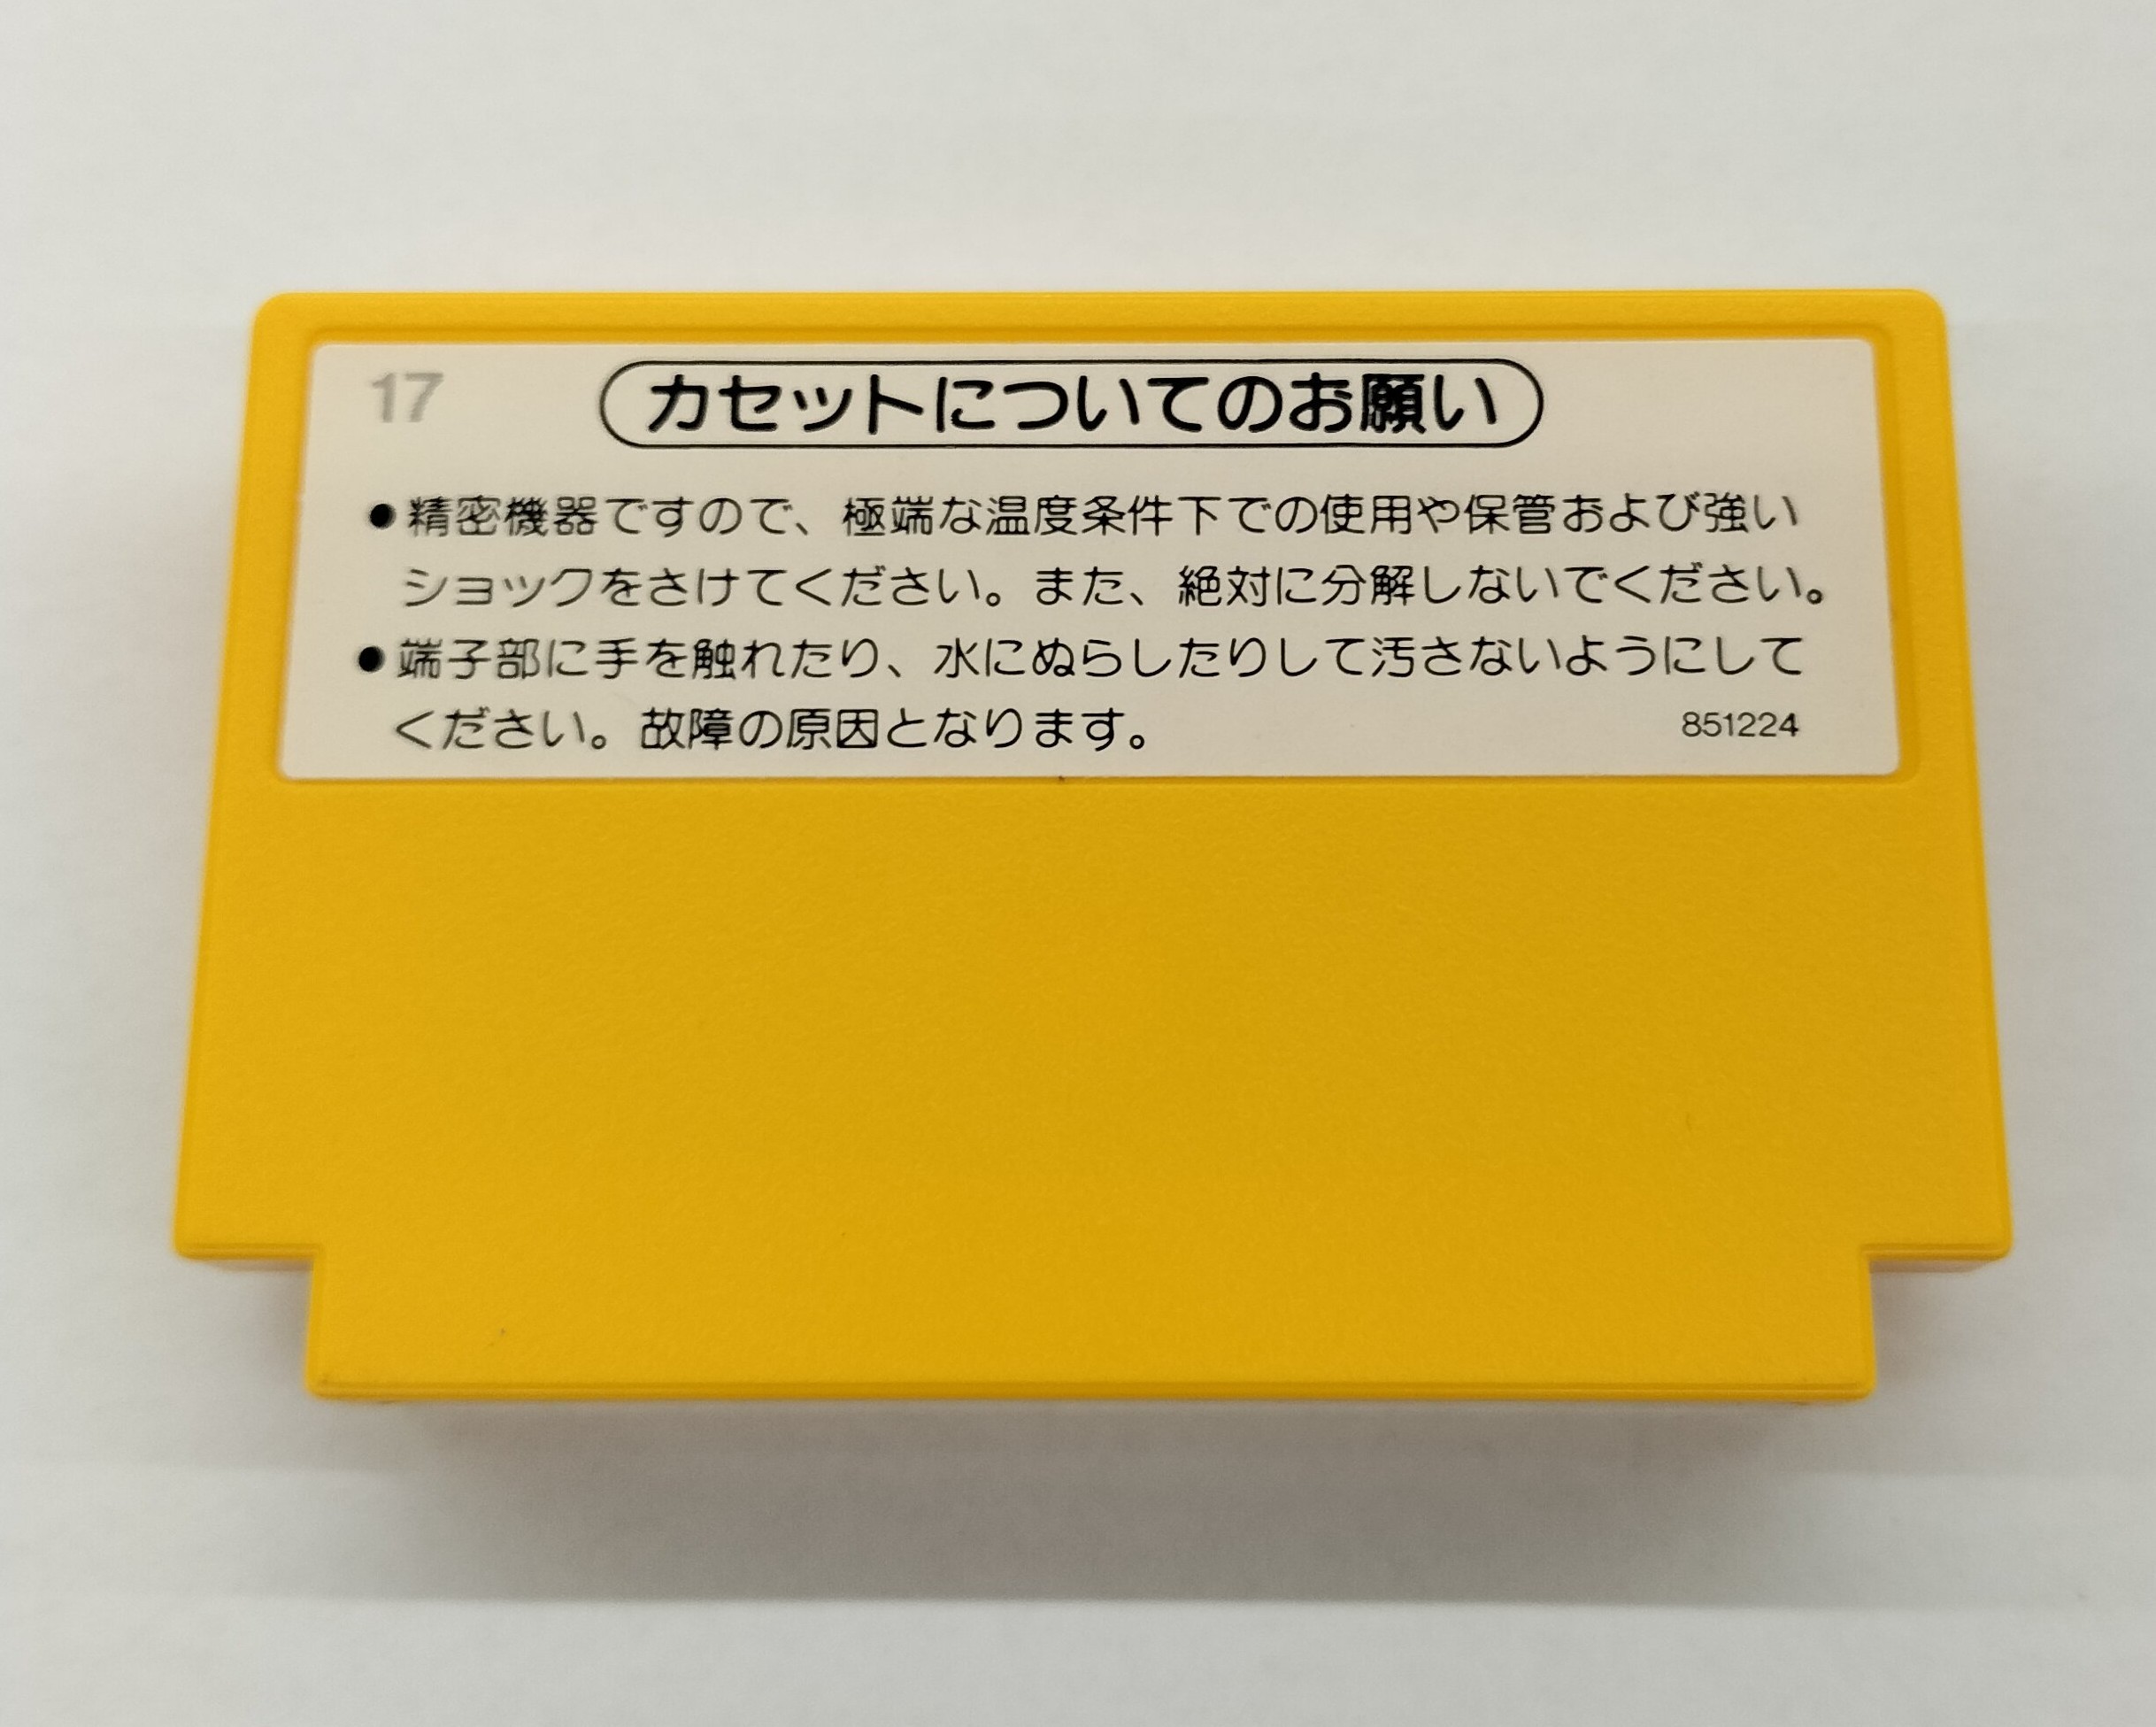 17
カセットについてのお願い
●精密機器ですので、極端な温度条件下での使用や保管および強い
ショックをさけてください。また、絶対に分解しないでください。
●端子部に手を触れたり、水にぬらしたりして汚さないようにして
ください。故障の原因となります。
851224